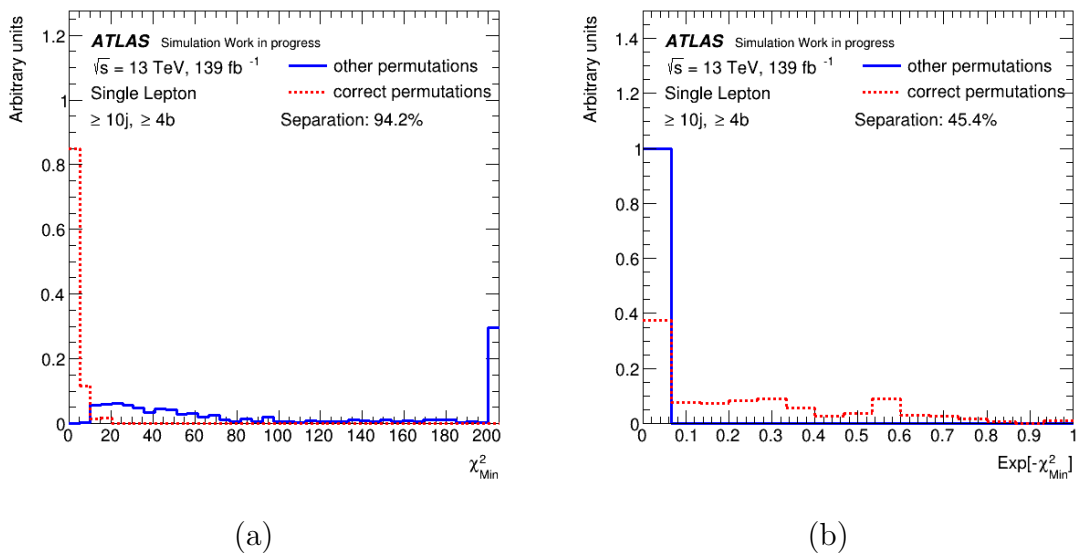 Arbitrary units
1.2
1
0.8
0.6
0.4
0.2
0
ATLAS Simulation Work in progress
√s = 13 TeV, 139 fb -1
Single Lepton
≥ 10j, ≥ 4b
other permutations
correct permutations
Separation: 94.2%
0 20 40 60 80 100 120 140 160 180 200
χ²Min
(a)
Arbitrary units
1.4
1.2
1
0.8
0.6
0.4
0.2
0
ATLAS Simulation Work in progress
√s = 13 TeV, 139 fb -1
Single Lepton
≥ 10j, ≥ 4b
other permutations
correct permutations
Separation: 45.4%
0 0.1 0.2 0.3 0.4 0.5 0.6 0.7 0.8 0.9 1
Exp[-χ²Min]
(b)